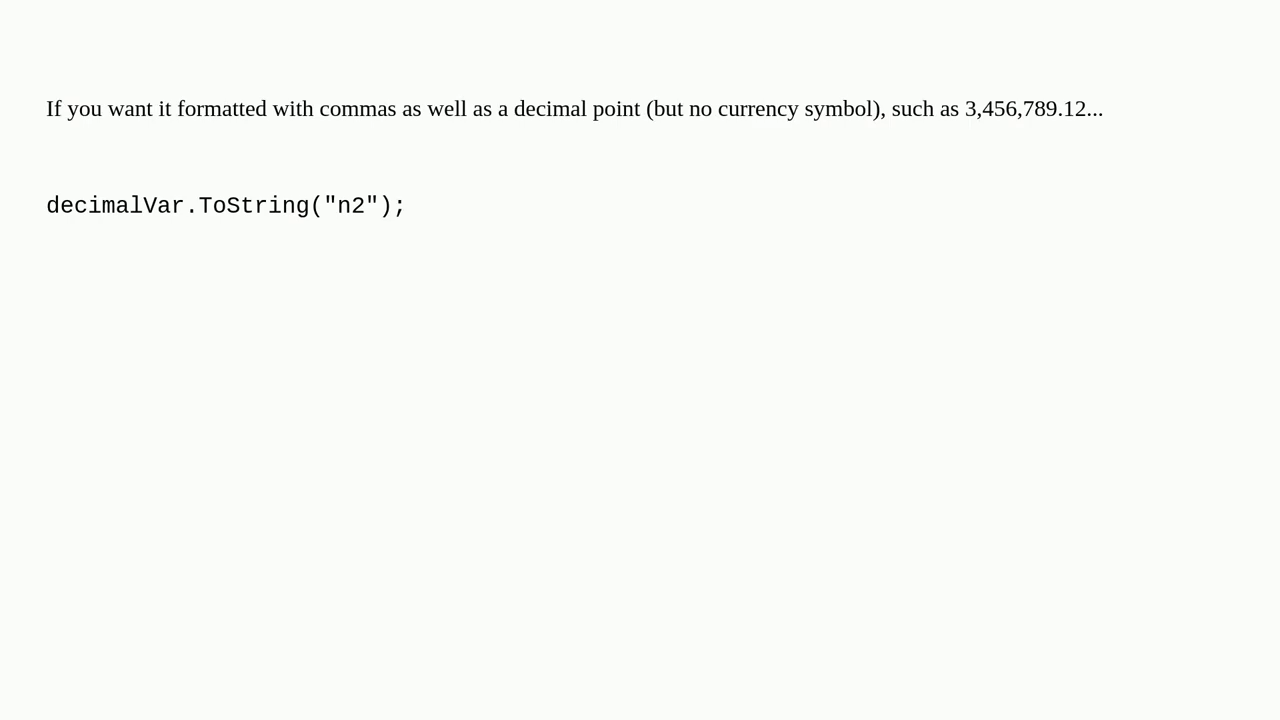 If you want it formatted with commas as well as a decimal point (but no currency symbol), such as 3,456,789.12...
decimalVar.ToString("n2");